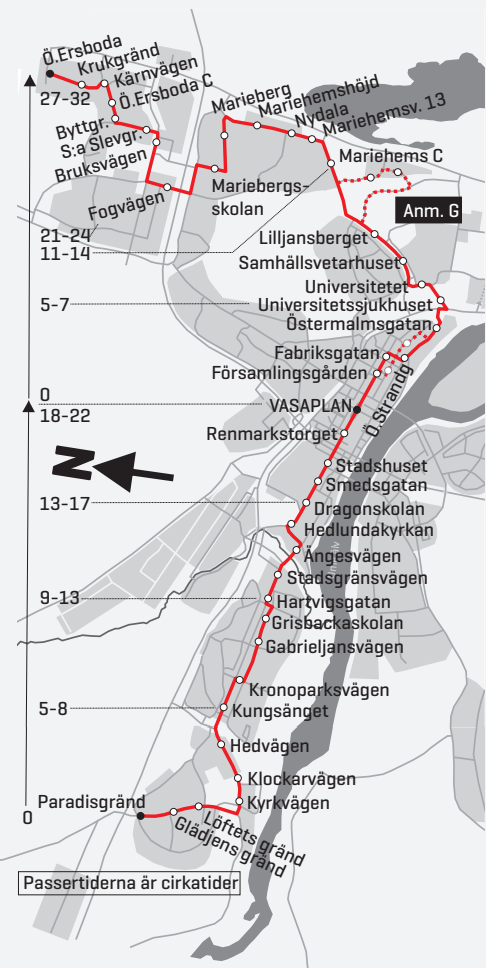 Ö.Ersboda
Krukgränd
Kärnvägen
27-32
Ö.Ersboda C
Byttgr.
S:a Slevgr.
Bruksvägen
Fogvägen
Marieberg
Mariehemshöjd
Nydala
Mariehemsv. 13
Mariehems C
Mariebergs-
skolan
Anm. G
21-24
11-14
Lilljansberget
Samhällsvetarhuset
Universitetet
5-7
Universitetssjukhuset
Östermalmsgatan
Fabriksgatan
Församlingsgården
Ö.Strandg
0
18-22
VASAPLAN
Renmarkstorget
N
Stadshuset
Smedsgatan
13-17
Dragonskolan
Hedlundakyrkan
Ängesvägen
Stadsgränsvägen
9-13
Hartvigsgatan
Grisbackaskolan
Gabrieljansvägen
Kronoparksvägen
5-8
Kungsänget
Hedvägen
Klockarvägen
Paradisgränd
Kyrkvägen
0
Löftets gränd
Glädjens gränd
Passertiderna är cirkatider